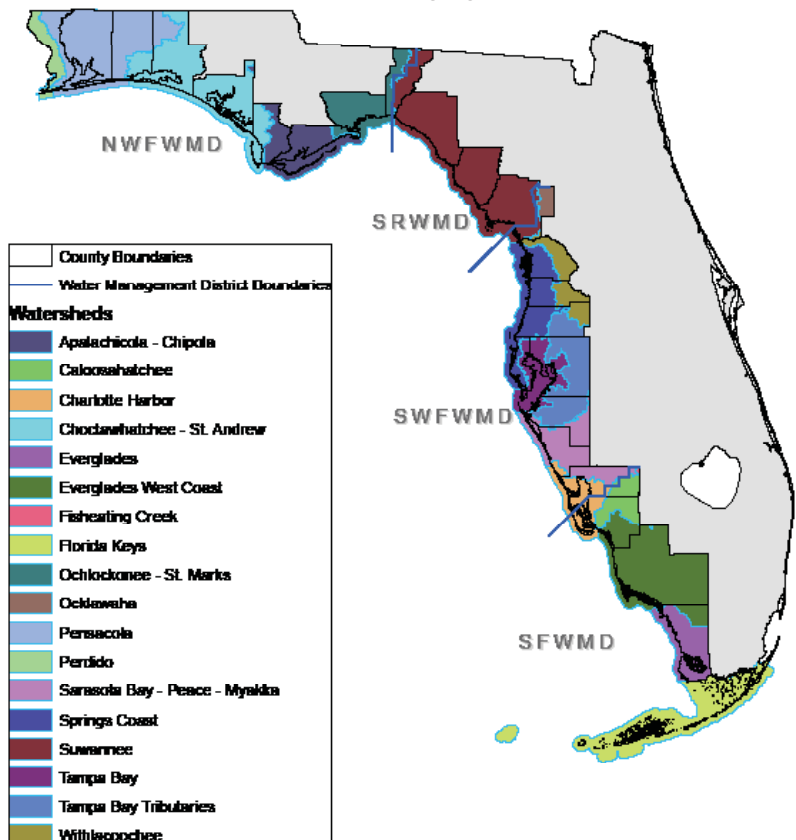 NWFWMD
SRWMD
SWFWMD
SFWMD
County Boundaries
Water Management District Boundaries
Watersheds
Apalachicola - Chipola
Caloosahatchee
Charlotte Harbor
Choctawhatchee - St. Andrew
Everglades
Everglades West Coast
Fisheating Creek
Florida Keys
Ochlockonee - St. Marks
Ocklawaha
Pensacola
Perdido
Sarasota Bay - Peace - Myakka
Springs Coast
Suwannee
Tampa Bay
Tampa Bay Tributaries
Withlacoochee